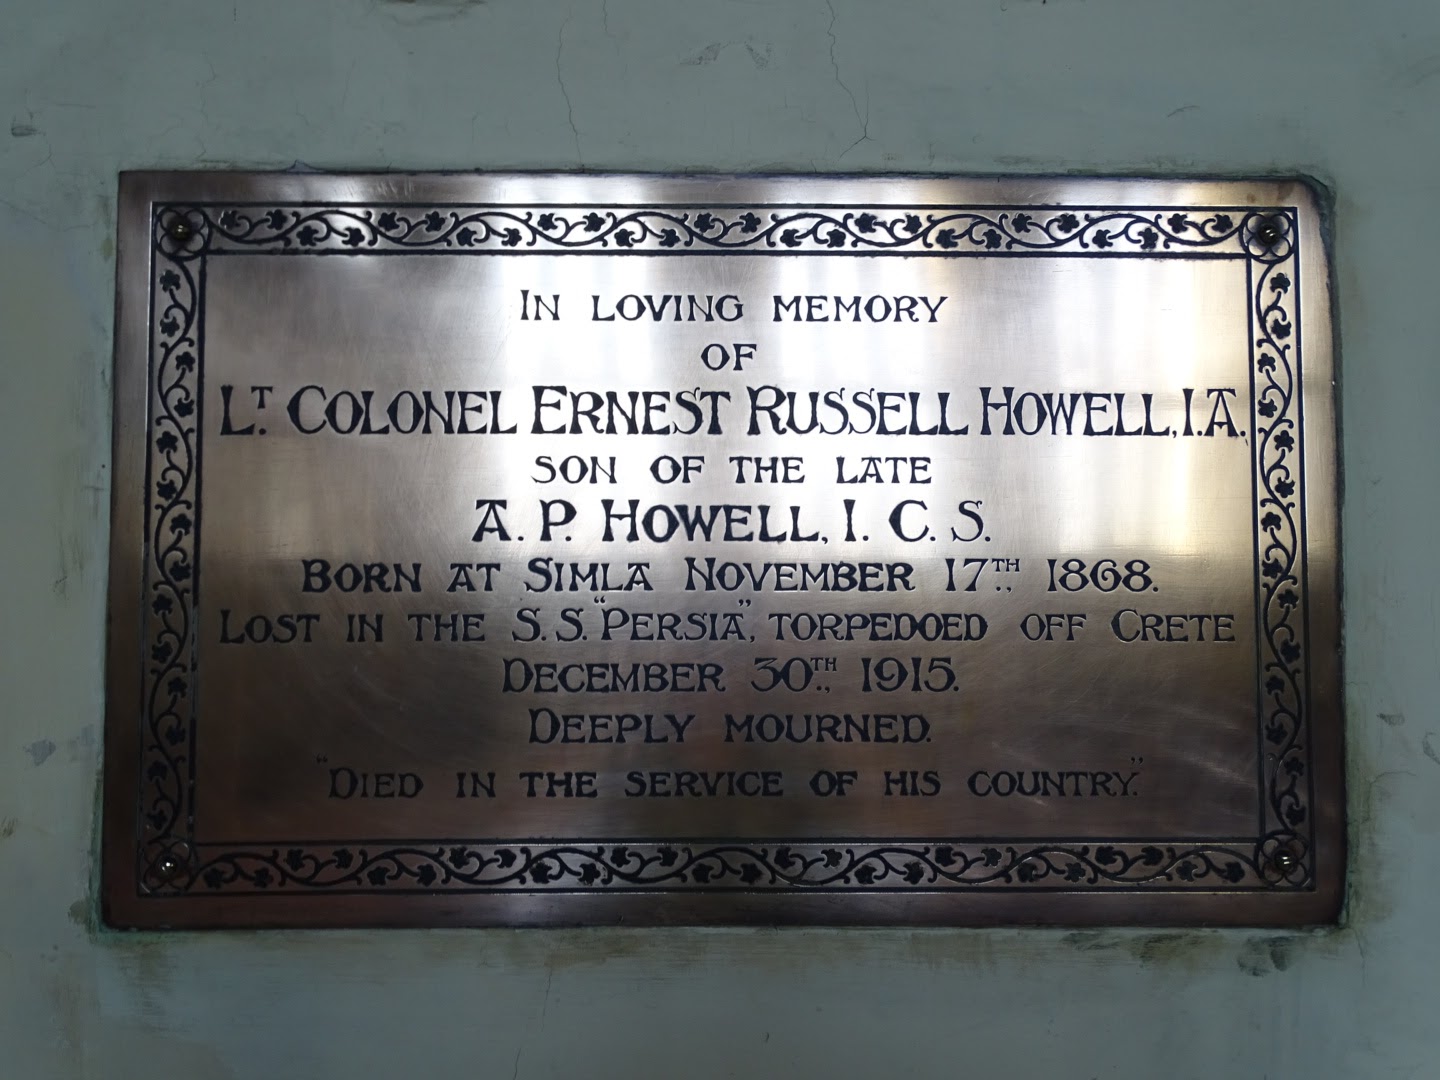 IN LOVING MEMORY
OF
LT. COLONEL ERNEST RUSSELL HOWELL, I.A.
SON OF THE LATE
A. P. HOWELL, I. C. S.
BORN AT SIMLA NOVEMBER 17TH., 1868.
LOST IN THE S. S. "PERSIA", TORPEDOED OFF CRETE
DECEMBER 30TH., 1915.
DEEPLY MOURNED.
"DIED IN THE SERVICE OF HIS COUNTRY."